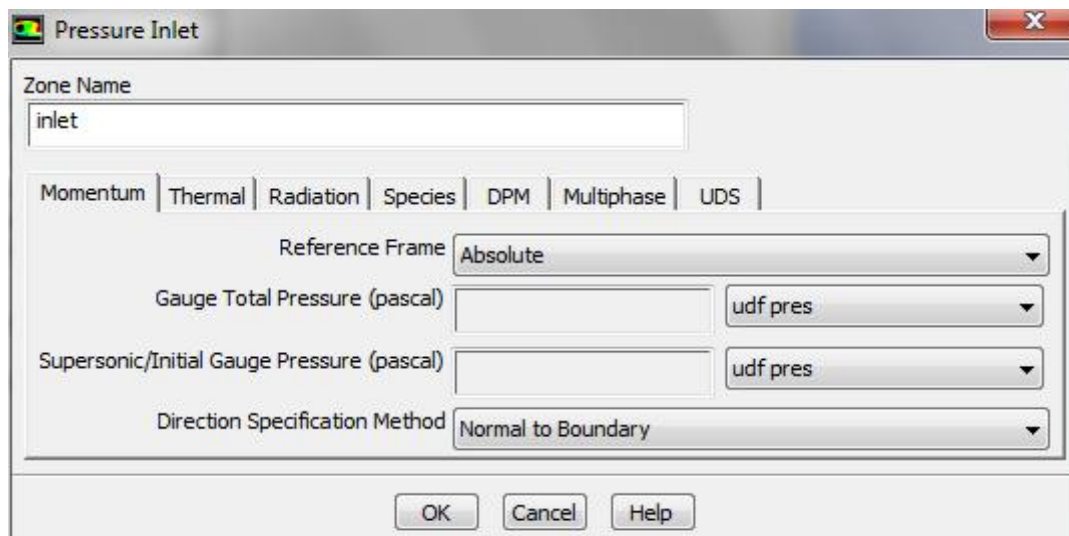 Pressure Inlet
X
Zone Name
inlet
Momentum Thermal Radiation Species DPM Multiphase UDS
Reference Frame Absolute
Gauge Total Pressure (pascal) udf pres
Supersonic/Initial Gauge Pressure (pascal) udf pres
Direction Specification Method Normal to Boundary
OK Cancel Help